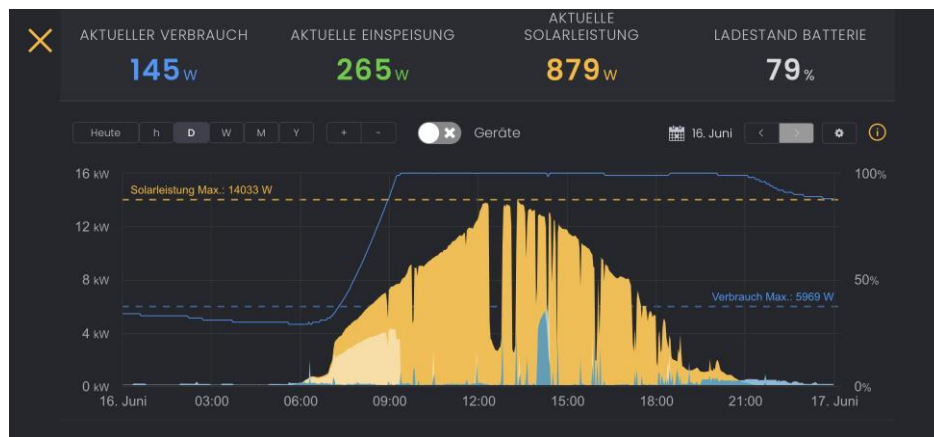 AKTUELLER VERBRAUCH
145 W
AKTUELLE EINSPEISUNG
265 W
AKTUELLE
SOLARLEISTUNG
879 W
LADESTAND BATTERIE
79 %
Heute h D W M Y + - Geräte 16. Juni < >
16 kW 100%
Solarleistung Max.: 14033 W
12 kW
8 kW 50%
Verbrauch Max.: 5969 W
4 kW
0 kW 0%
16. Juni 03:00 06:00 09:00 12:00 15:00 18:00 21:00 17. Juni